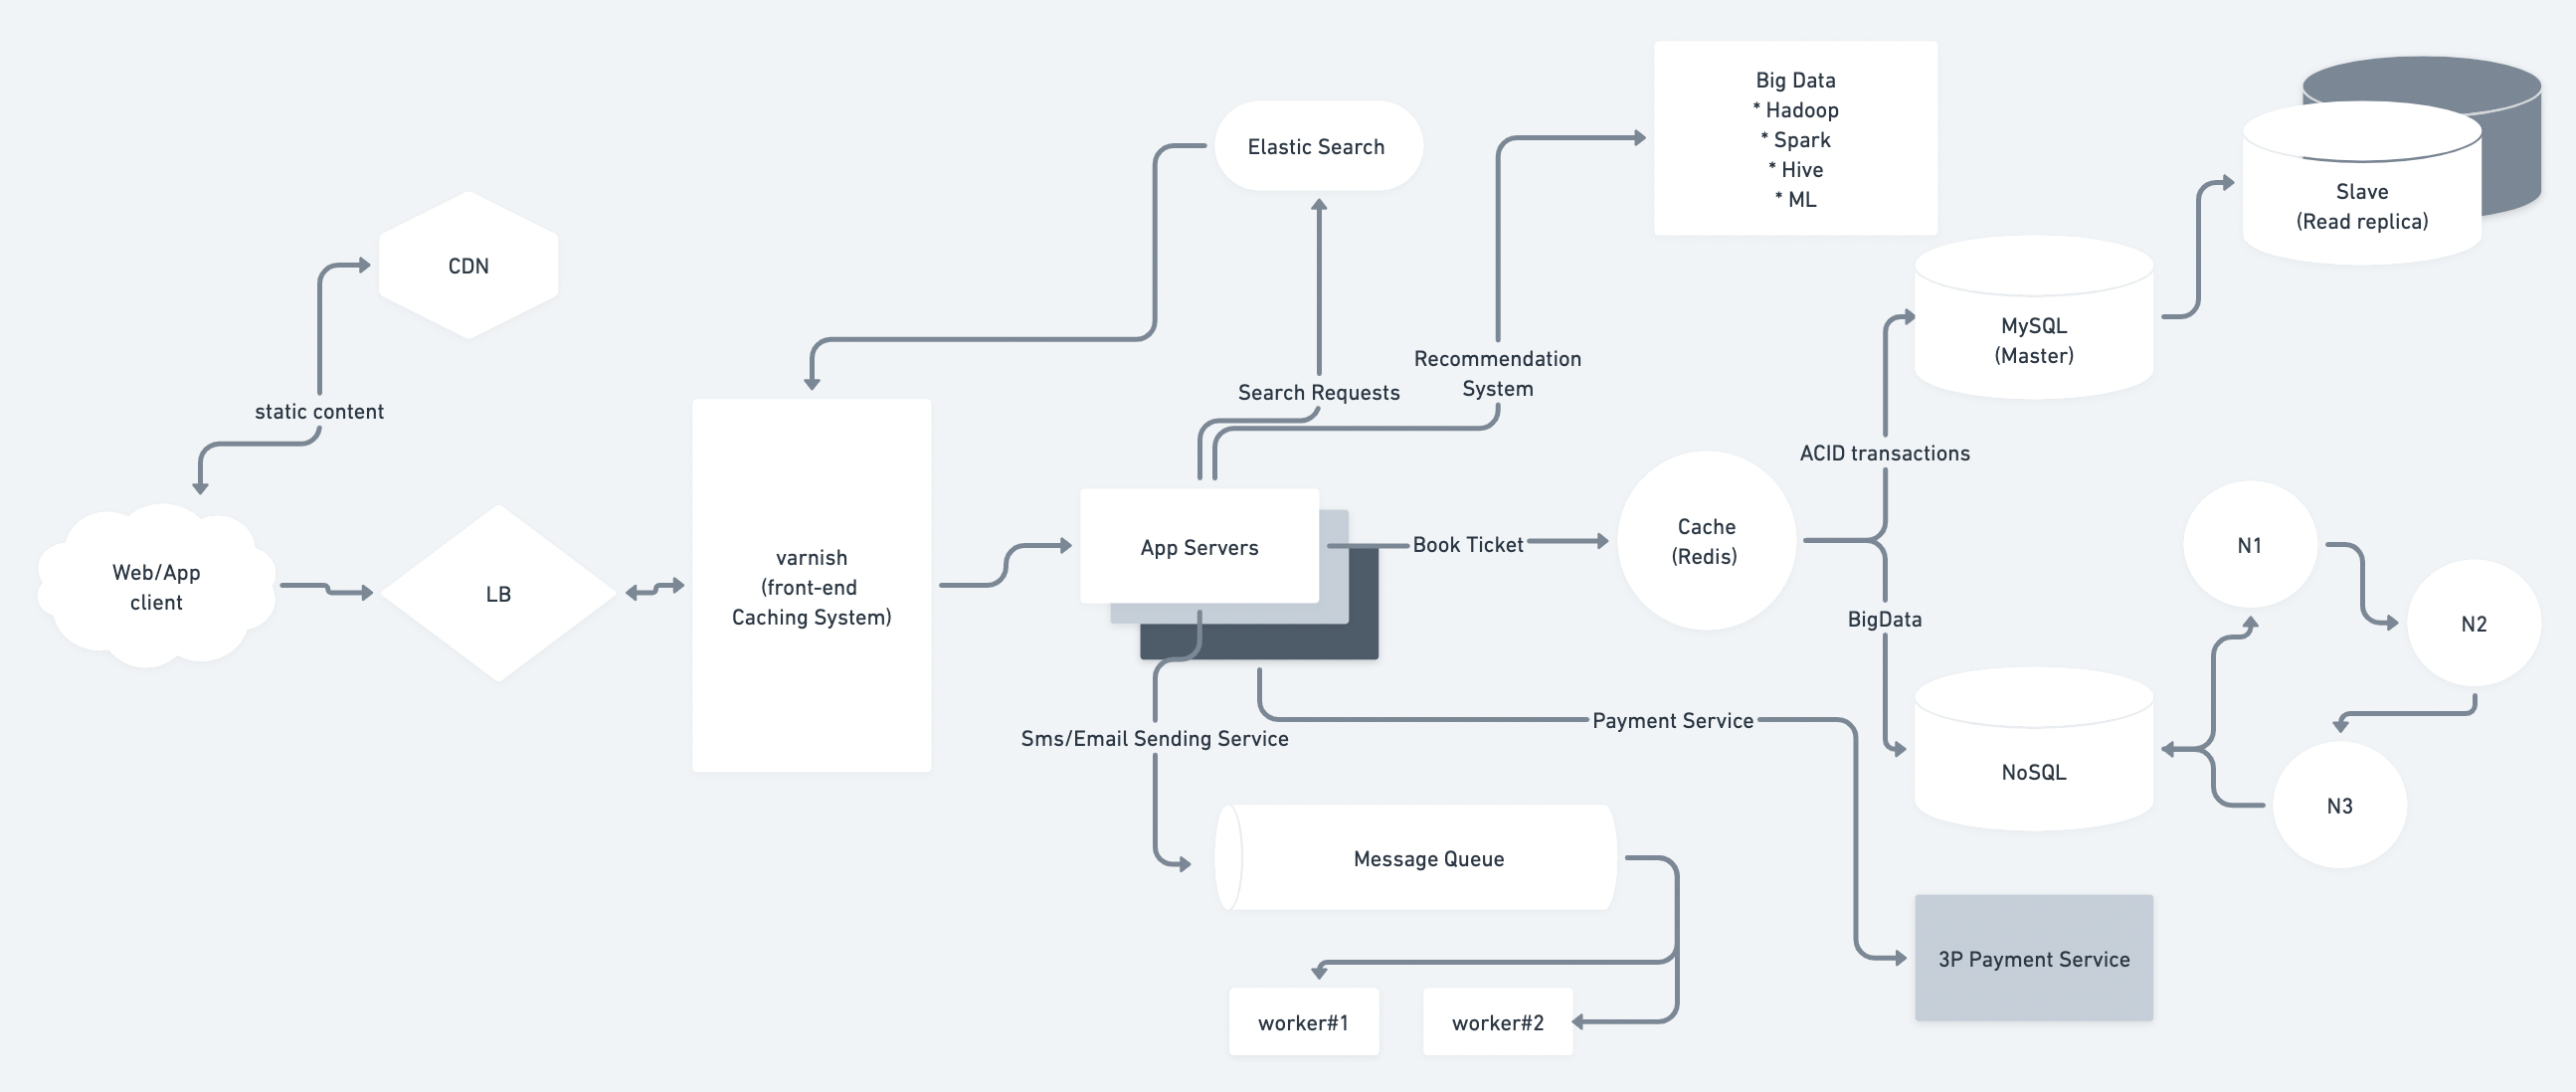 Big Data
* Hadoop
* Spark
* Hive
* ML
Elastic Search
Slave
(Read replica)
CDN
MySQL
(Master)
Recommendation
System
Search Requests
static content
ACID transactions
Web/App
client
LB
varnish
(front-end
Caching System)
App Servers
Book Ticket
Cache
(Redis)
N1
N2
BigData
Sms/Email Sending Service
Payment Service
NoSQL
N3
Message Queue
3P Payment Service
worker#1
worker#2